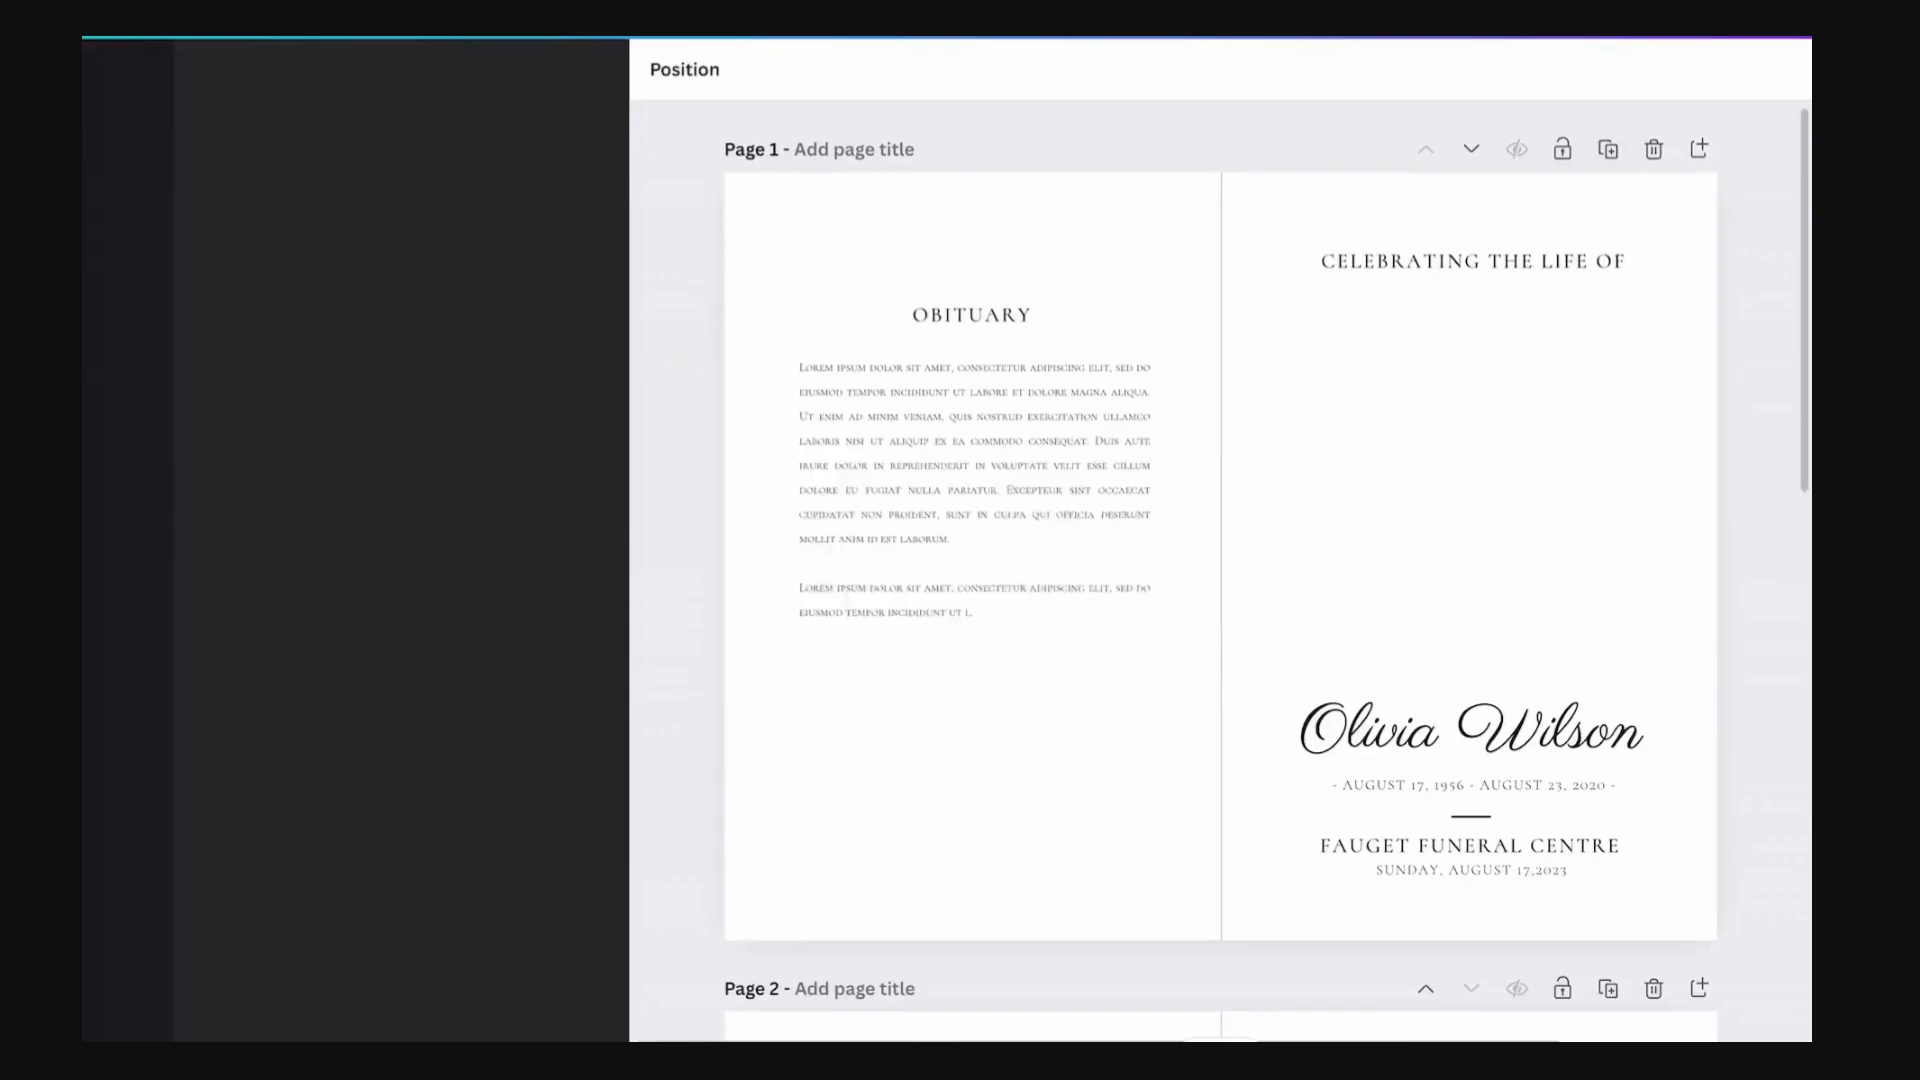 Position
Page 1 - Add page title
OBITUARY
Lorem ipsum dolor sit amet, consectetur adipiscing elit, sed do
eiusmod tempor incididunt ut labore et dolore magna aliqua.
Ut enim ad minim veniam, quis nostrud exercitation ullamco
laboris nisi ut aliquip ex ea commodo consequat. Duis aute
irure dolor in reprehenderit in voluptate velit esse cillum
dolore eu fugiat nulla pariatur. Excepteur sint occaecat
cupidatat non proident, sunt in culpa qui officia deserunt
mollit anim id est laborum.
Lorem ipsum dolor sit amet, consectetur adipiscing elit, sed do
eiusmod tempor incididunt ut l.
CELEBRATING THE LIFE OF
Olivia Wilson
- AUGUST 17, 1956 - AUGUST 23, 2020 -
FAUGET FUNERAL CENTRE
SUNDAY, AUGUST 17,2023
Page 2 - Add page title